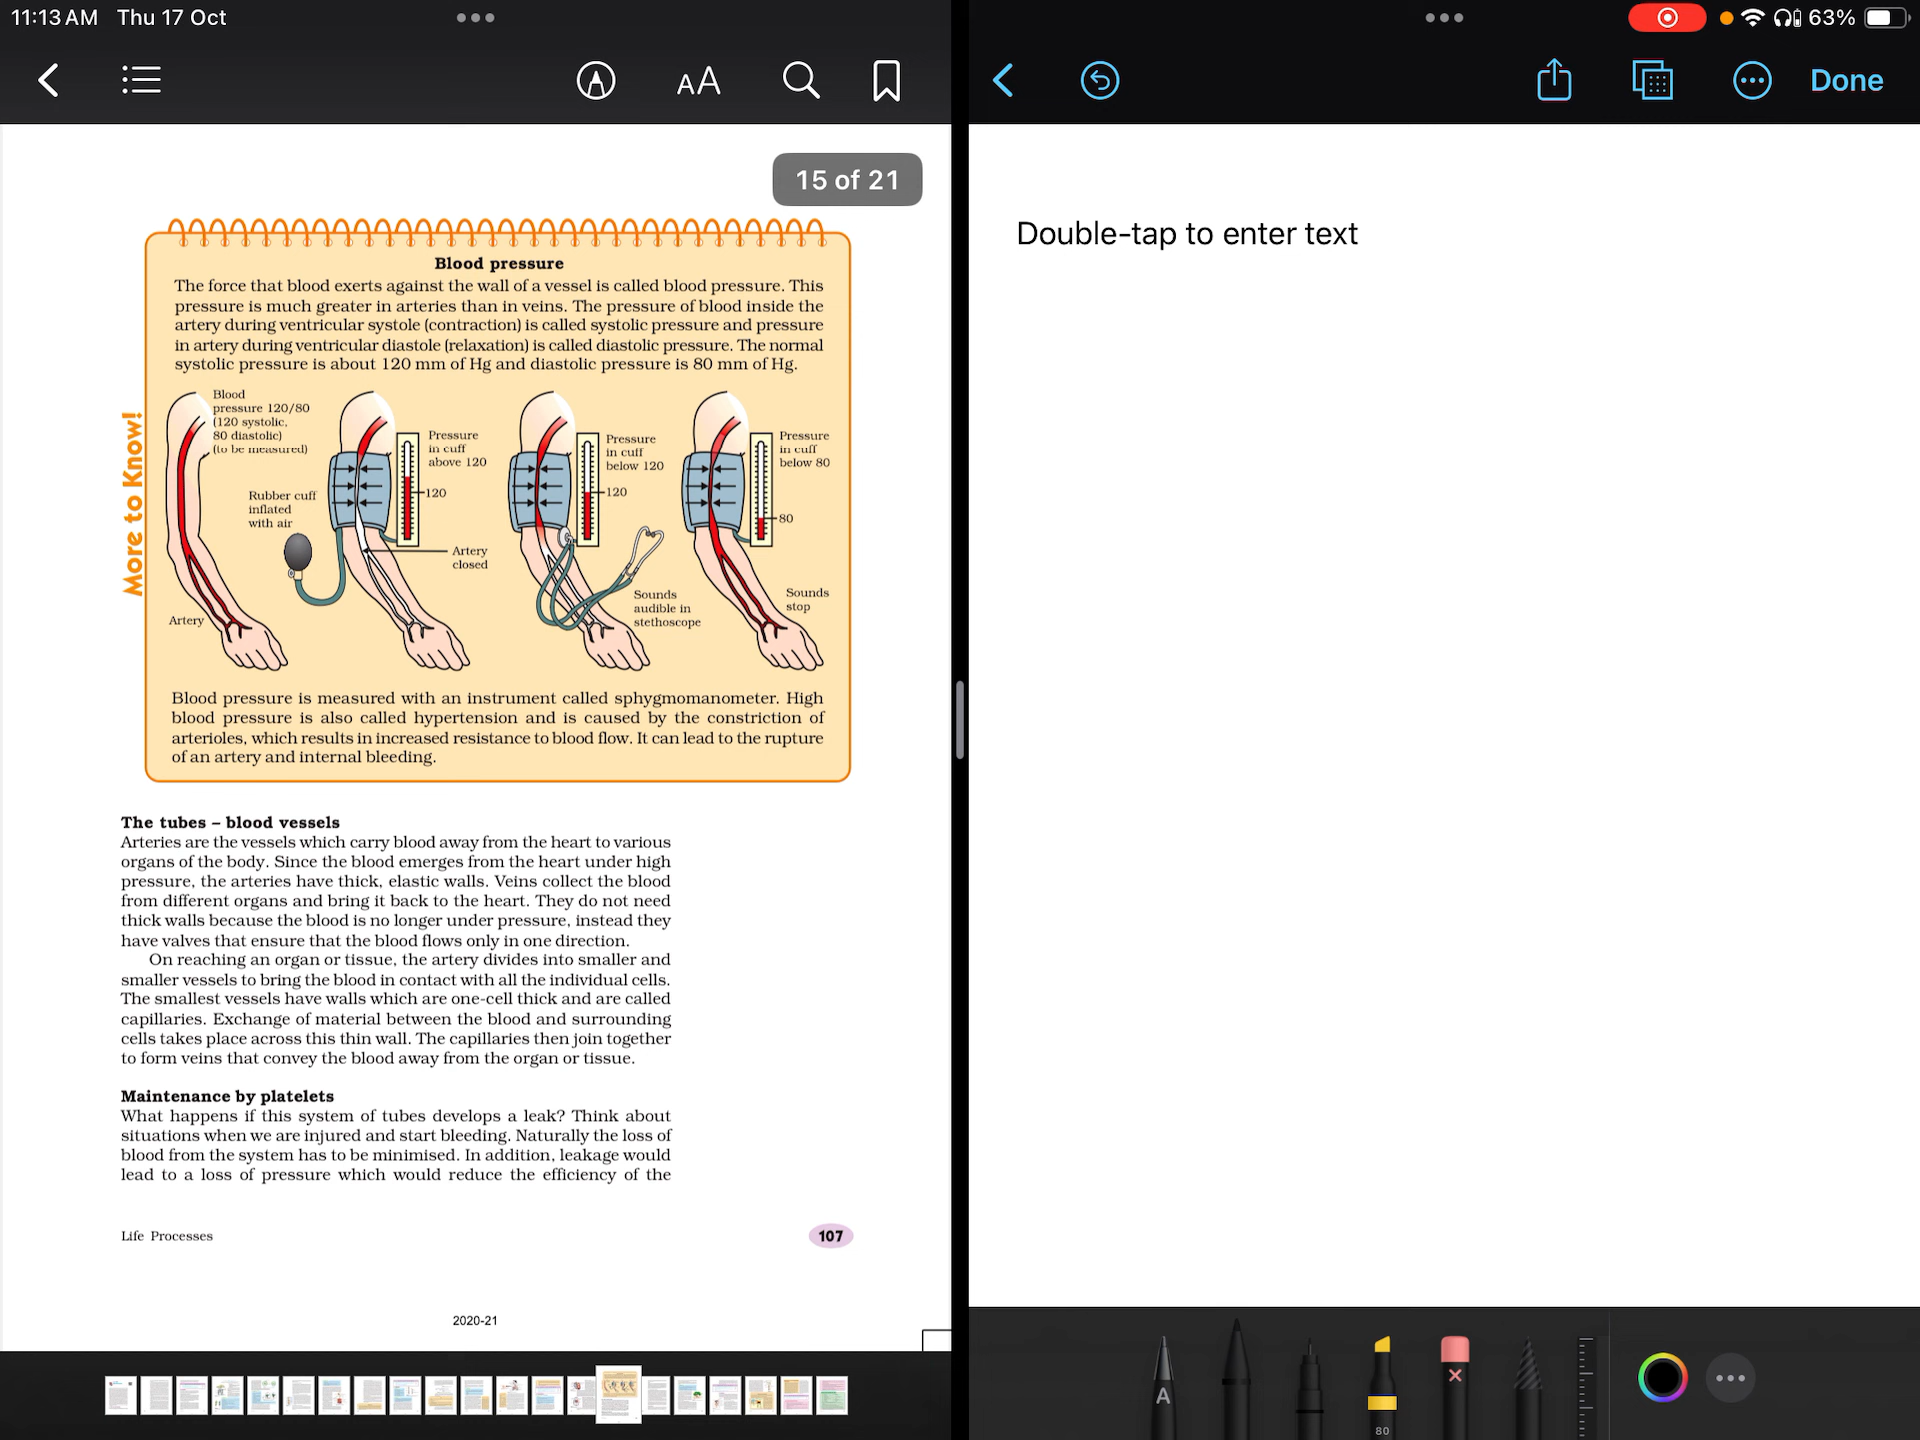 11:13 AM Thu 17 Oct
63%
AA
Done
15 of 21
Double-tap to enter text
Blood pressure
The force that blood exerts against the wall of a vessel is called blood pressure. This
pressure is much greater in arteries than in veins. The pressure of blood inside the
artery during ventricular systole (contraction) is called systolic pressure and pressure
in artery during ventricular diastole (relaxation) is called diastolic pressure. The normal
systolic pressure is about 120 mm of Hg and diastolic pressure is 80 mm of Hg.
More to Know!
Blood
pressure 120/80
(120 systolic,
80 diastolic)
(to be measured)
Artery
Rubber cuff
inflated
with air
Pressure
in cuff
above 120
120
Artery
closed
Pressure
in cuff
below 120
120
Sounds
audible in
stethoscope
Pressure
in cuff
below 80
80
Sounds
stop
Blood pressure is measured with an instrument called sphygmomanometer. High
blood pressure is also called hypertension and is caused by the constriction of
arterioles, which results in increased resistance to blood flow. It can lead to the rupture
of an artery and internal bleeding.
The tubes – blood vessels
Arteries are the vessels which carry blood away from the heart to various
organs of the body. Since the blood emerges from the heart under high
pressure, the arteries have thick, elastic walls. Veins collect the blood
from different organs and bring it back to the heart. They do not need
thick walls because the blood is no longer under pressure, instead they
have valves that ensure that the blood flows only in one direction.
On reaching an organ or tissue, the artery divides into smaller and
smaller vessels to bring the blood in contact with all the individual cells.
The smallest vessels have walls which are one-cell thick and are called
capillaries. Exchange of material between the blood and surrounding
cells takes place across this thin wall. The capillaries then join together
to form veins that convey the blood away from the organ or tissue.
Maintenance by platelets
What happens if this system of tubes develops a leak? Think about
situations when we are injured and start bleeding. Naturally the loss of
blood from the system has to be minimised. In addition, leakage would
lead to a loss of pressure which would reduce the efficiency of the
Life Processes
107
2020-21
A
80